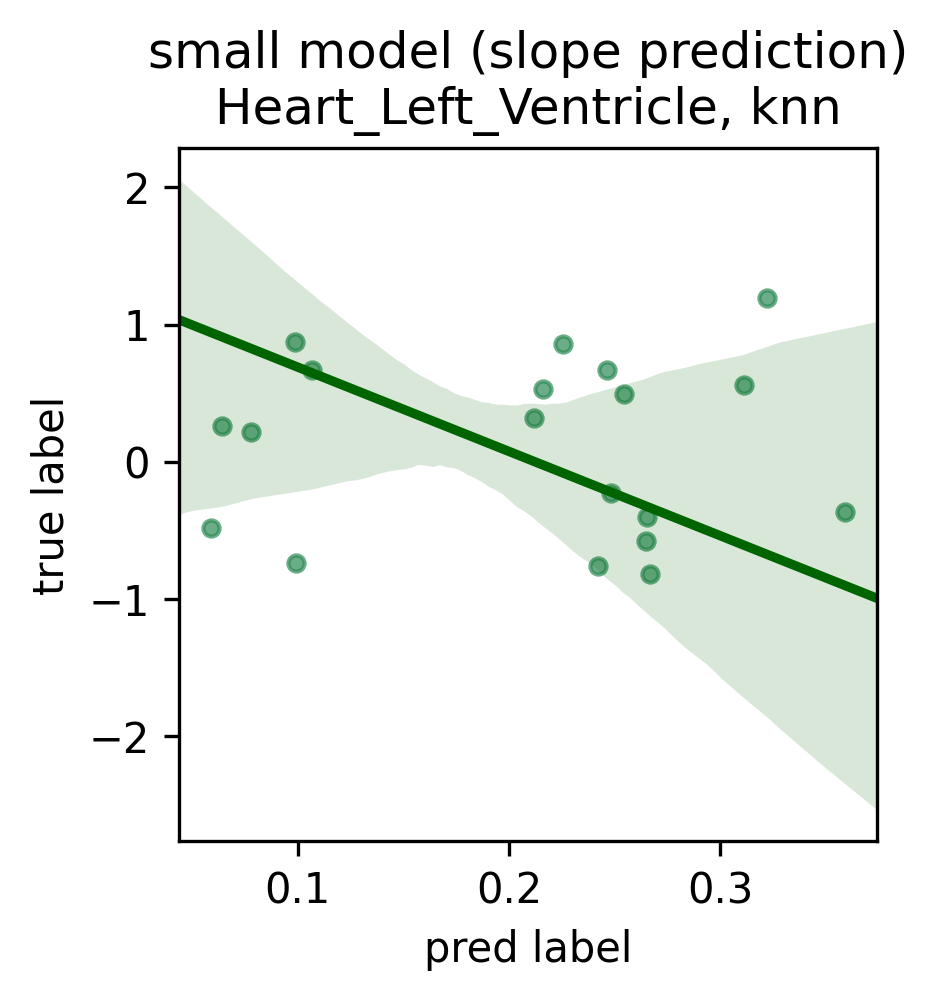 small model (slope prediction)
Heart_Left_Ventricle, knn
2
1
0
−1
−2
true label
0.1
0.2
0.3
pred label